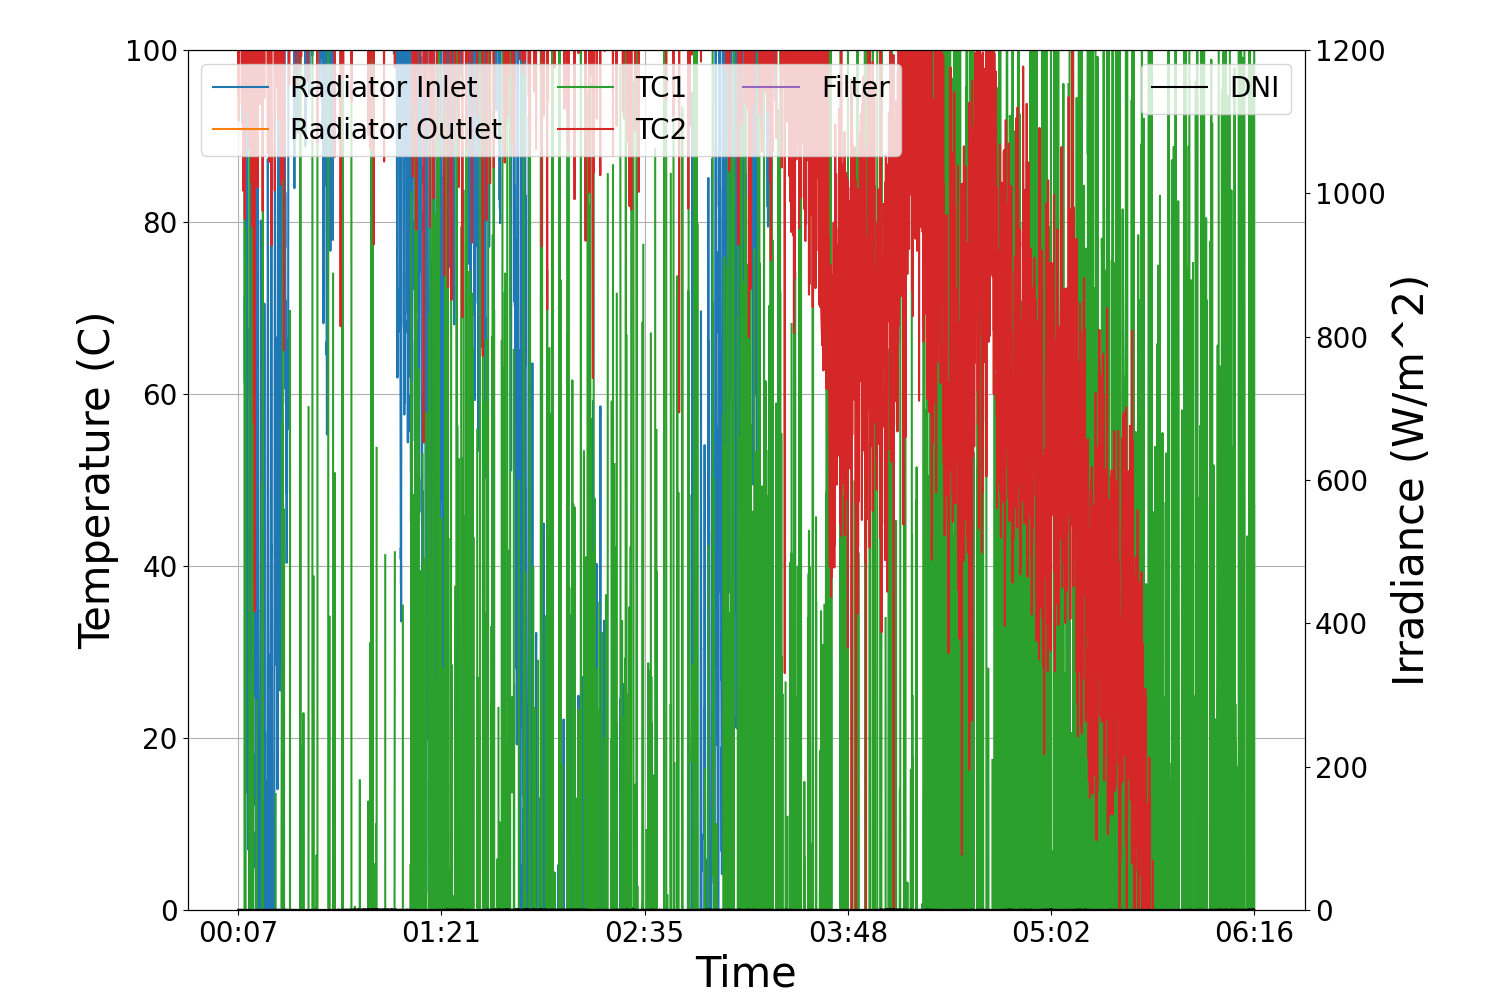 100
80
60
40
20
0
Temperature (C)
Radiator Inlet
Radiator Outlet
TC1
TC2
Filter
DNI
1200
1000
800
600
400
200
0
Irradiance (W/m^2)
00:07 01:21 02:35 03:48 05:02 06:16
Time